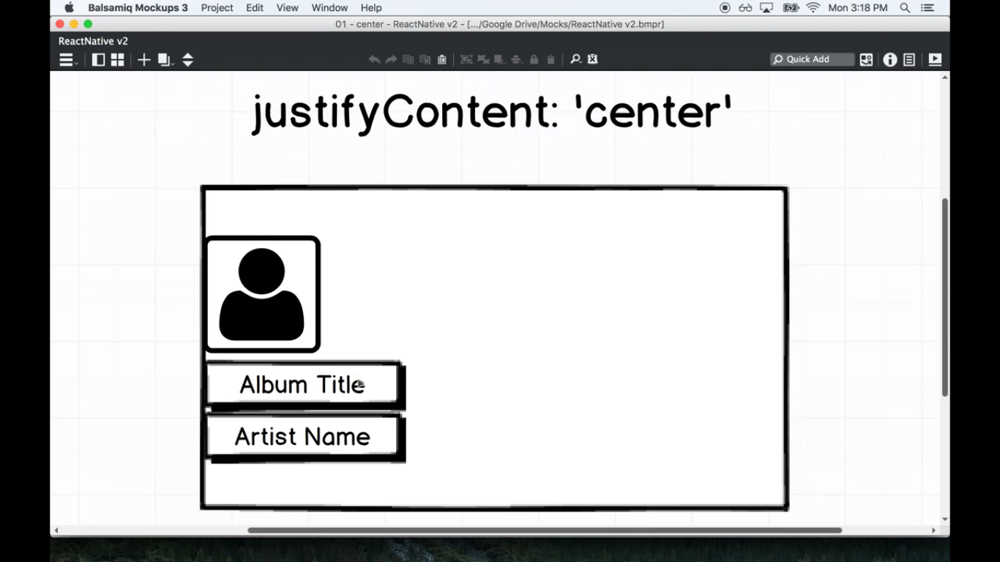 Balsamiq Mockups 3 Project Edit View Window Help Mon 3:18 PM
01 - center - ReactNative v2 - [.../Google Drive/Mocks/ReactNative v2.bmpr]
ReactNative v2
Quick Add
justifyContent: 'center'
Album Title
Artist Name